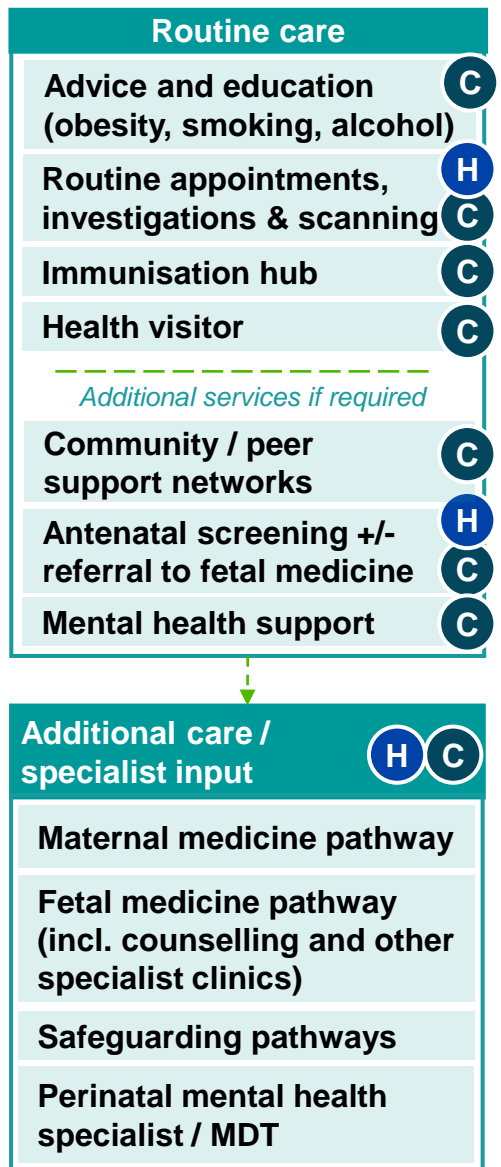 Routine care
Advice and education C
(obesity, smoking, alcohol)
Routine appointments, H
investigations & scanning C
Immunisation hub C
Health visitor C
Additional services if required
Community / peer C
support networks
Antenatal screening +/- H
referral to fetal medicine C
Mental health support C
Additional care / H C
specialist input
Maternal medicine pathway
Fetal medicine pathway
(incl. counselling and other
specialist clinics)
Safeguarding pathways
Perinatal mental health
specialist / MDT